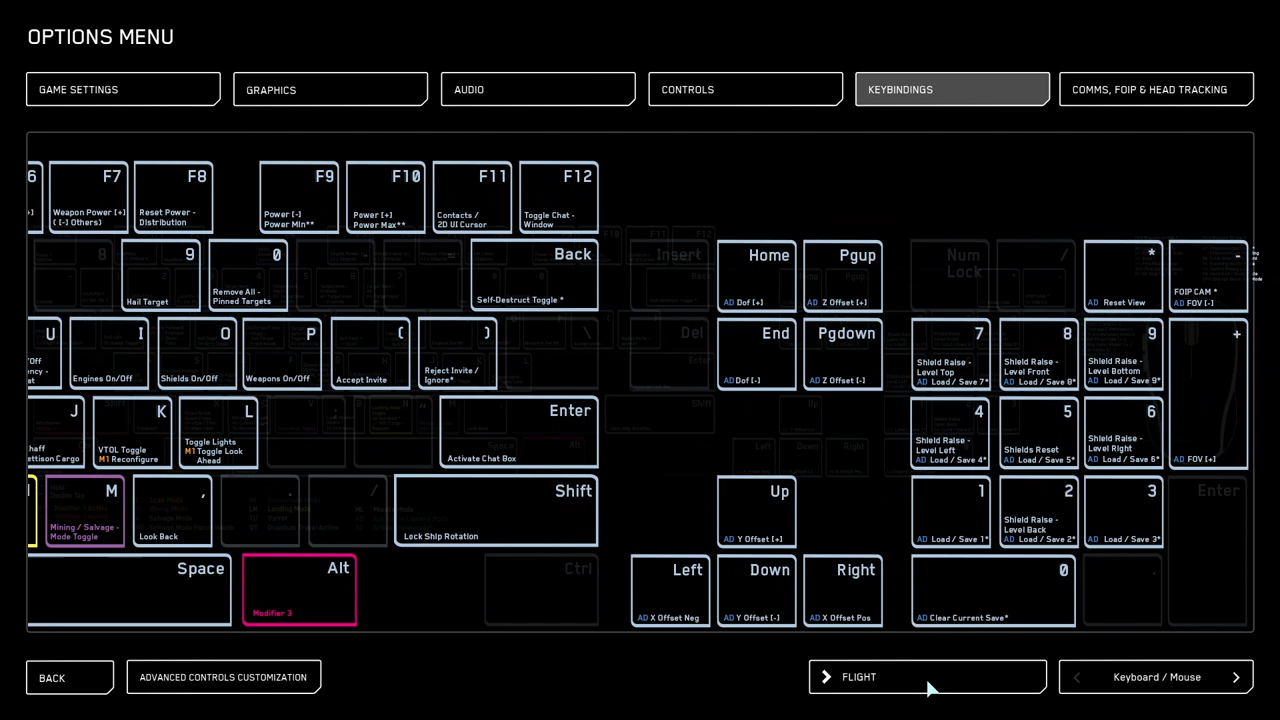 OPTIONS MENU
GAME SETTINGS
GRAPHICS
AUDIO
CONTROLS
KEYBINDINGS
COMMS, FOIP & HEAD TRACKING
6
[+]
F7
Weapon Power [+]
( [-] Others)
F8
Reset Power -
Distribution
F9
Power [-]
Power Min**
F10
Power [+]
Power Max**
F11
Contacts /
2D UI Cursor
F12
Toggle Chat -
Window
8
9
Hail Target
0
Remove All -
Pinned Targets
-
=
Back
Self-Destruct Toggle *
Insert
Home
AD Dof [+]
Pgup
AD Z Offset [+]
Num
Lock
/
*
AD Reset View
-
FOIP CAM *
AD FOV [-]
U
I
Engines On/Off
O
Shields On/Off
P
Weapons On/Off
(
Accept Invite
)
Reject Invite /
Ignore*
\
Del
End
AD Dof [-]
Pgdown
AD Z Offset [-]
7
Shield Raise -
Level Top
AD Load / Save 7*
8
Shield Raise -
Level Front
AD Load / Save 8*
9
Shield Raise -
Level Bottom
AD Load / Save 9*
+
AD FOV [+]
J
haff
ettison Cargo
K
VTOL Toggle
M1 Reconfigure
L
Toggle Lights
M1 Toggle Look
Ahead
Enter
Activate Chat Box
4
Shield Raise -
Level Left
AD Load / Save 4*
5
Shields Reset
AD Load / Save 5*
6
Shield Raise -
Level Right
AD Load / Save 6*
M
Mining / Salvage -
Mode Toggle
,
Look Back
.
/
Shift
Lock Ship Rotation
Up
AD Y Offset [+]
1
AD Load / Save 1*
2
Shield Raise -
Level Back
AD Load / Save 2*
3
AD Load / Save 3*
Enter
Space
Alt
Modifier 3
Ctrl
Left
AD X Offset Neg
Down
AD Y Offset [-]
Right
AD X Offset Pos
0
AD Clear Current Save*
.
BACK
ADVANCED CONTROLS CUSTOMIZATION
FLIGHT
Keyboard / Mouse